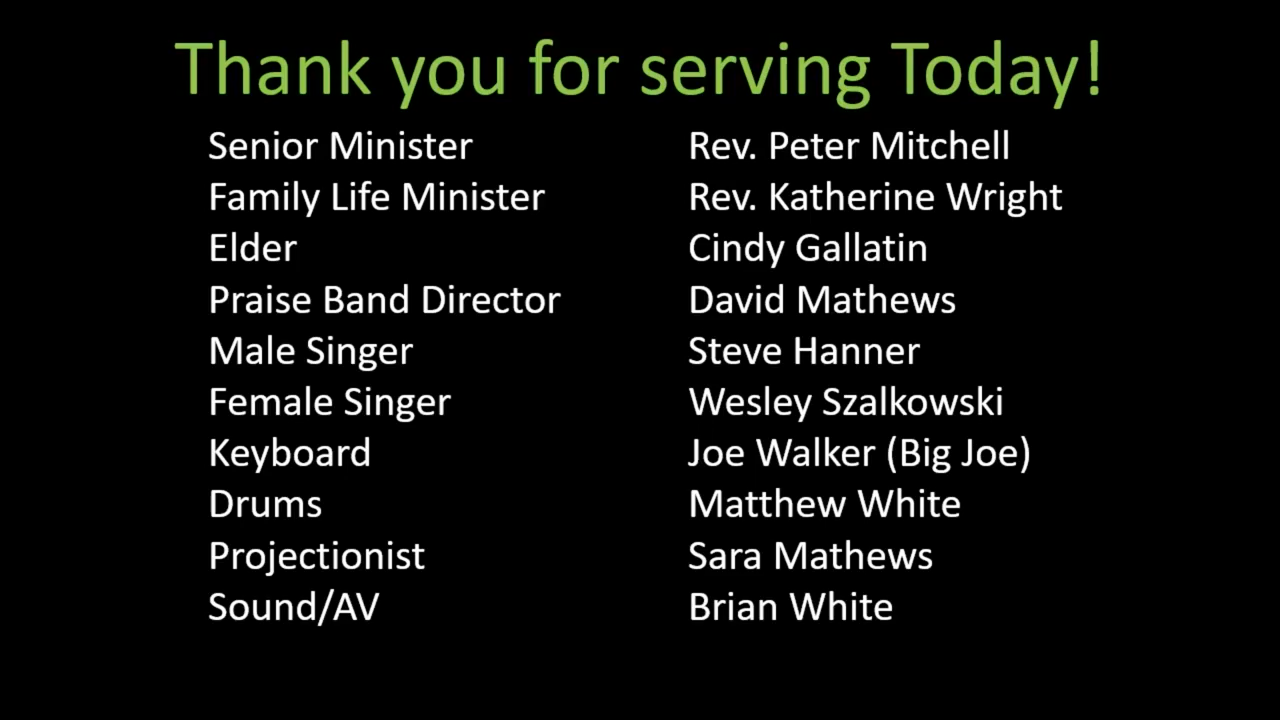 Thank you for serving Today!
Senior Minister Rev. Peter Mitchell
Family Life Minister Rev. Katherine Wright
Elder Cindy Gallatin
Praise Band Director David Mathews
Male Singer Steve Hanner
Female Singer Wesley Szalkowski
Keyboard Joe Walker (Big Joe)
Drums Matthew White
Projectionist Sara Mathews
Sound/AV Brian White